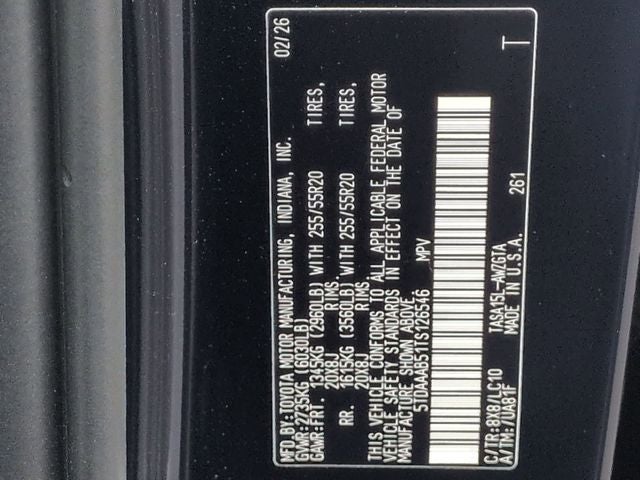 MFD.BY:TOYOTA MOTOR MANUFACTURING, INDIANA, INC. 02/26
GVWR:2735KG (6030LB)
GAWR:FRT. 1345KG (2960LB) WITH 255/55R20 TIRES,
20X8J RIMS.
RR. 1615KG (3560LB) WITH 255/55R20 TIRES,
20X8J RIMS
THIS VEHICLE CONFORMS TO ALL APPLICABLE FEDERAL MOTOR
VEHICLE SAFETY STANDARDS IN EFFECT ON THE DATE OF
MANUFACTURE SHOWN ABOVE.
5TDAAAB51TS126546 MPV
C/TR:8X8/LC10 TASA15L-AWZGTA
A/TM:/UA81F MADE IN U.S.A. 261
T